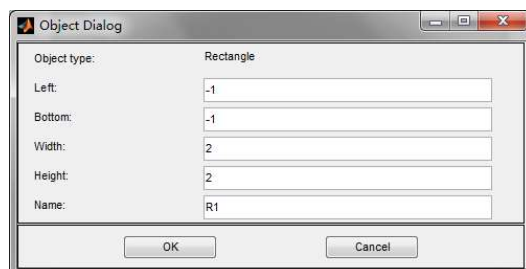 Object Dialog
Object type: Rectangle
Left: -1
Bottom: -1
Width: 2
Height: 2
Name: R1
OK Cancel